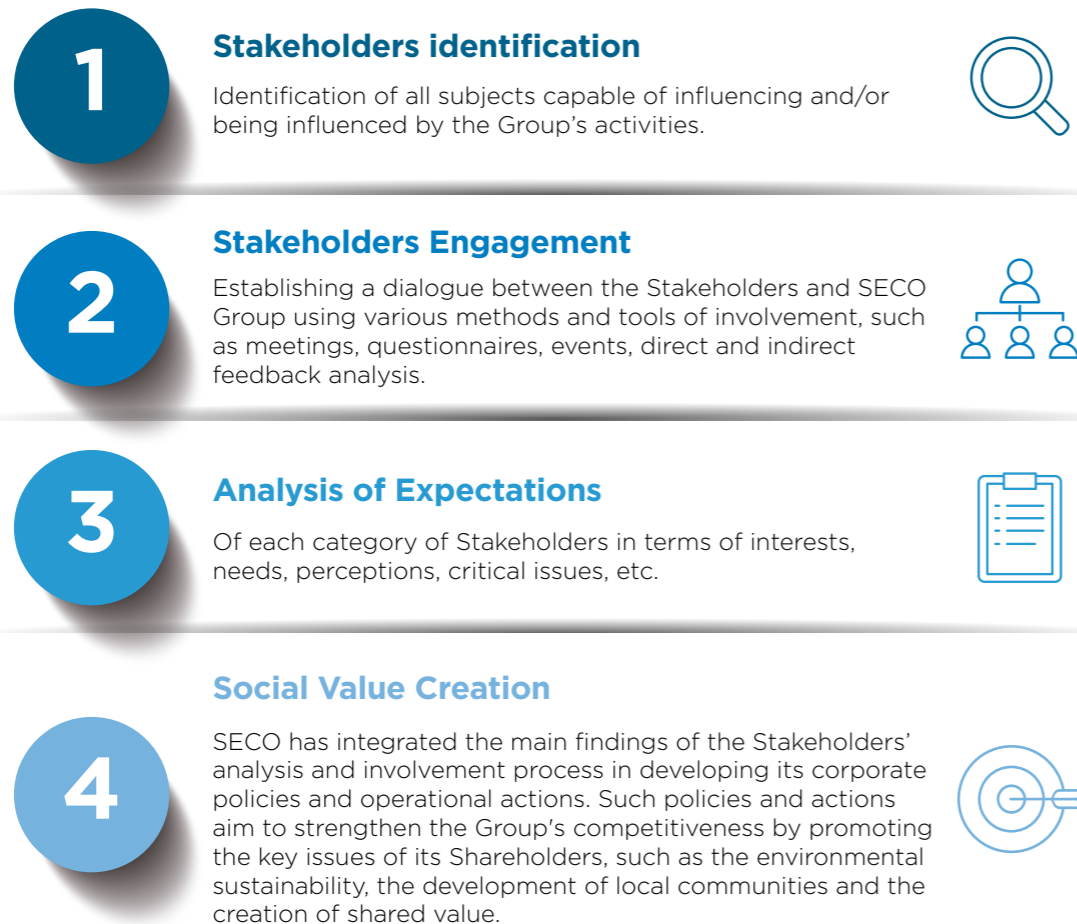 1
Stakeholders identification
Identification of all subjects capable of influencing and/or
being influenced by the Group’s activities.
2
Stakeholders Engagement
Establishing a dialogue between the Stakeholders and SECO
Group using various methods and tools of involvement, such
as meetings, questionnaires, events, direct and indirect
feedback analysis.
3
Analysis of Expectations
Of each category of Stakeholders in terms of interests,
needs, perceptions, critical issues, etc.
4
Social Value Creation
SECO has integrated the main findings of the Stakeholders’
analysis and involvement process in developing its corporate
policies and operational actions. Such policies and actions
aim to strengthen the Group's competitiveness by promoting
the key issues of its Shareholders, such as the environmental
sustainability, the development of local communities and the
creation of shared value.